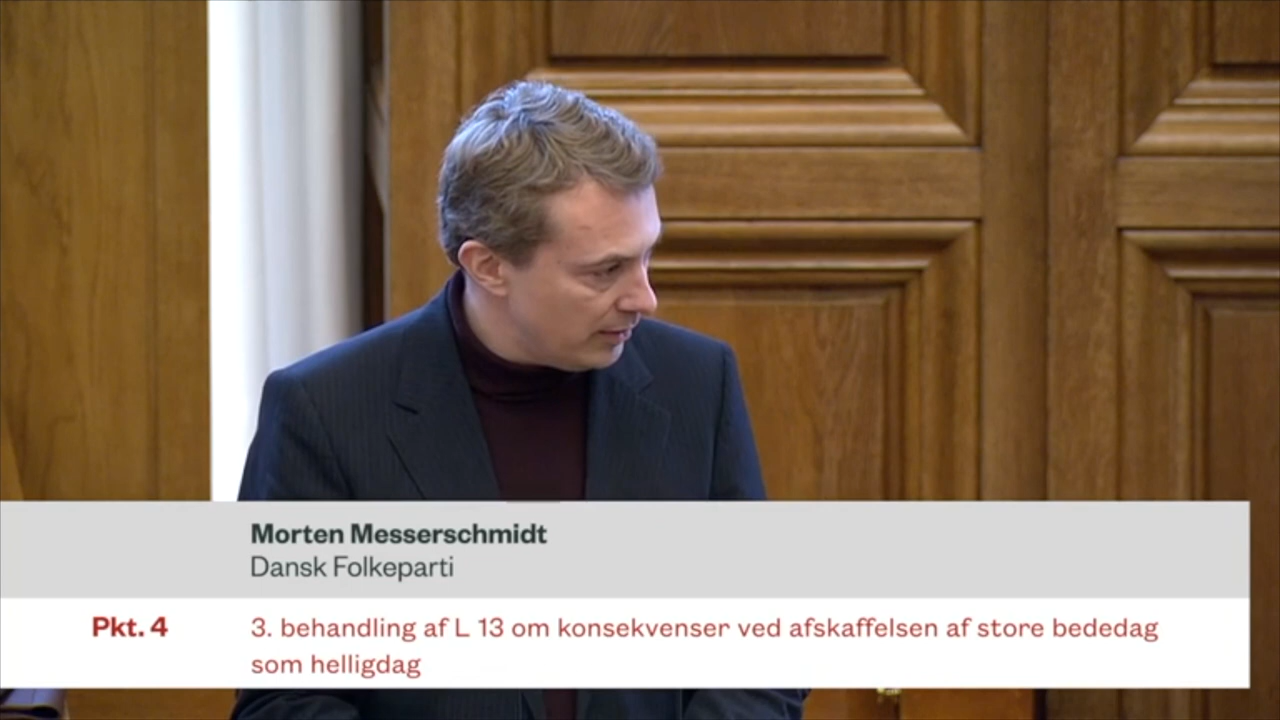 Morten Messerschmidt
Dansk Folkeparti
Pkt. 4 3. behandling af L 13 om konsekvenser ved afskaffelsen af store bededag
som helligdag